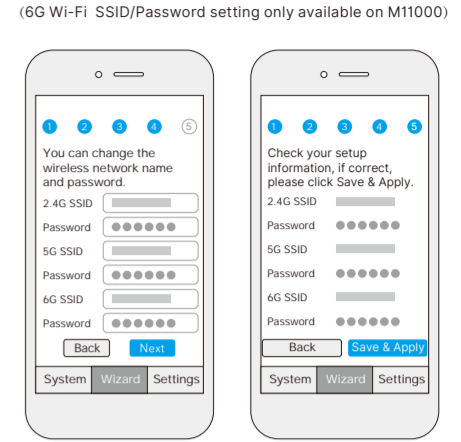 (6G Wi-Fi SSID/Password setting only available on M11000)
1 2 3 4 5
You can change the
wireless network name
and password.
2.4G SSID
Password
5G SSID
Password
6G SSID
Password
Back Next
System Wizard Settings
1 2 3 4 5
Check your setup
information, if correct,
please click Save & Apply.
2.4G SSID
Password
5G SSID
Password
6G SSID
Password
Back Save & Apply
System Wizard Settings